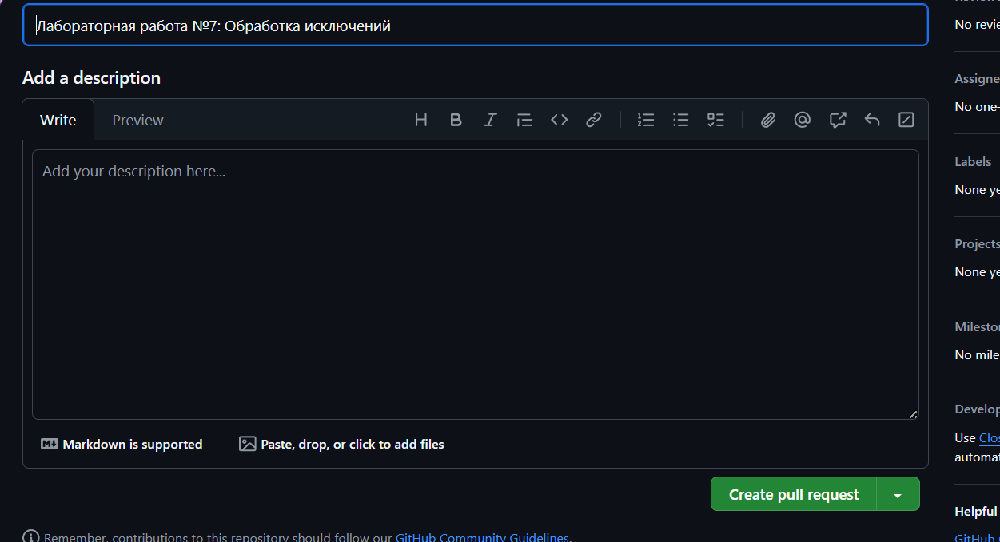 Лабораторная работа №7: Обработка исключений
No revie
Add a description
Assigne
No one-
Write Preview
Labels
None ye
Add your description here...
Projects
None ye
Milesto
No mile
Develop
Use Clos
automat
Markdown is supported
Paste, drop, or click to add files
Create pull request
Helpful
GitHub
Remember, contributions to this repository should follow our GitHub Community Guidelines.